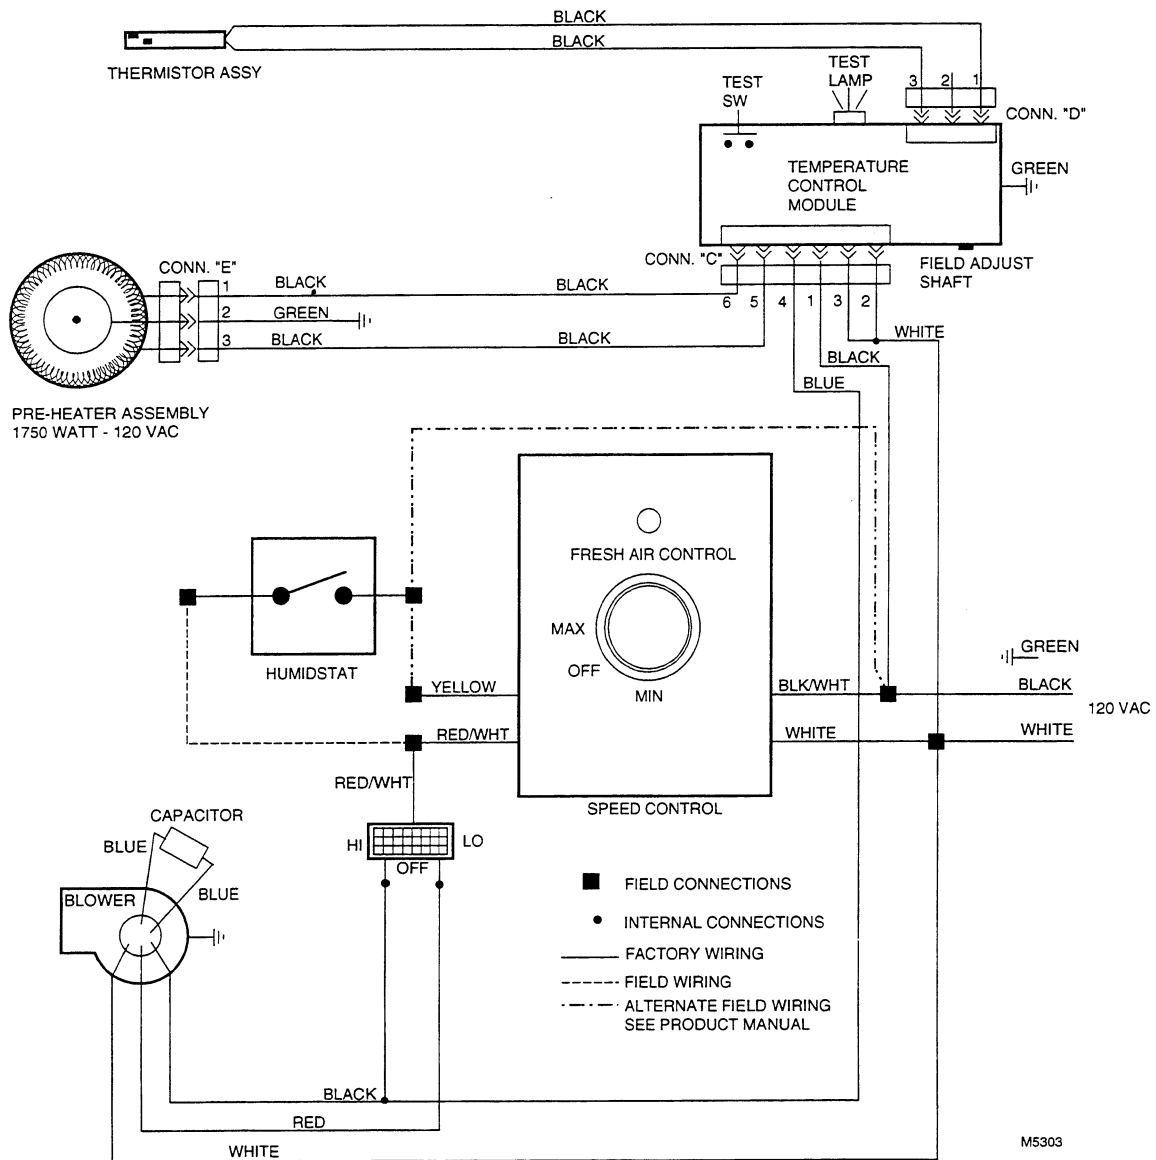 BLACK
BLACK
THERMISTOR ASSY
TEST
SW
TEST
LAMP
3 2 1
CONN. "D"
TEMPERATURE
CONTROL
MODULE
GREEN
CONN. "C"
FIELD ADJUST
SHAFT
6 5 4 1 3 2
CONN. "E"
1
BLACK
BLACK
2
GREEN
3
BLACK
BLACK
WHITE
BLACK
BLUE
PRE-HEATER ASSEMBLY
1750 WATT - 120 VAC
FRESH AIR CONTROL
MAX
OFF
MIN
HUMIDSTAT
YELLOW
BLK/WHT
GREEN
BLACK
120 VAC
RED/WHT
WHITE
WHITE
RED/WHT
SPEED CONTROL
CAPACITOR
BLUE
BLUE
HI
LO
OFF
BLOWER
FIELD CONNECTIONS
INTERNAL CONNECTIONS
FACTORY WIRING
FIELD WIRING
ALTERNATE FIELD WIRING
SEE PRODUCT MANUAL
BLACK
RED
WHITE
M5303